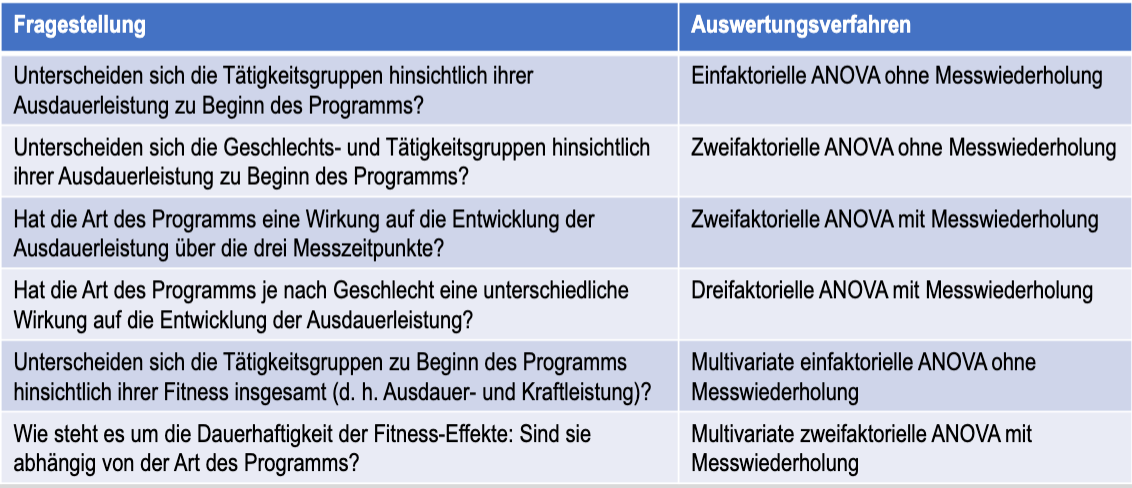 Fragestellung
Auswertungsverfahren
Unterscheiden sich die Tätigkeitsgruppen hinsichtlich ihrer
Ausdauerleistung zu Beginn des Programms?
Einfaktorielle ANOVA ohne Messwiederholung
Unterscheiden sich die Geschlechts- und Tätigkeitsgruppen hinsichtlich
ihrer Ausdauerleistung zu Beginn des Programms?
Zweifaktorielle ANOVA ohne Messwiederholung
Hat die Art des Programms eine Wirkung auf die Entwicklung der
Ausdauerleistung über die drei Messzeitpunkte?
Zweifaktorielle ANOVA mit Messwiederholung
Hat die Art des Programms je nach Geschlecht eine unterschiedliche
Wirkung auf die Entwicklung der Ausdauerleistung?
Dreifaktorielle ANOVA mit Messwiederholung
Unterscheiden sich die Tätigkeitsgruppen zu Beginn des Programms
hinsichtlich ihrer Fitness insgesamt (d. h. Ausdauer- und Kraftleistung)?
Multivariate einfaktorielle ANOVA ohne
Messwiederholung
Wie steht es um die Dauerhaftigkeit der Fitness-Effekte: Sind sie
abhängig von der Art des Programms?
Multivariate zweifaktorielle ANOVA mit
Messwiederholung